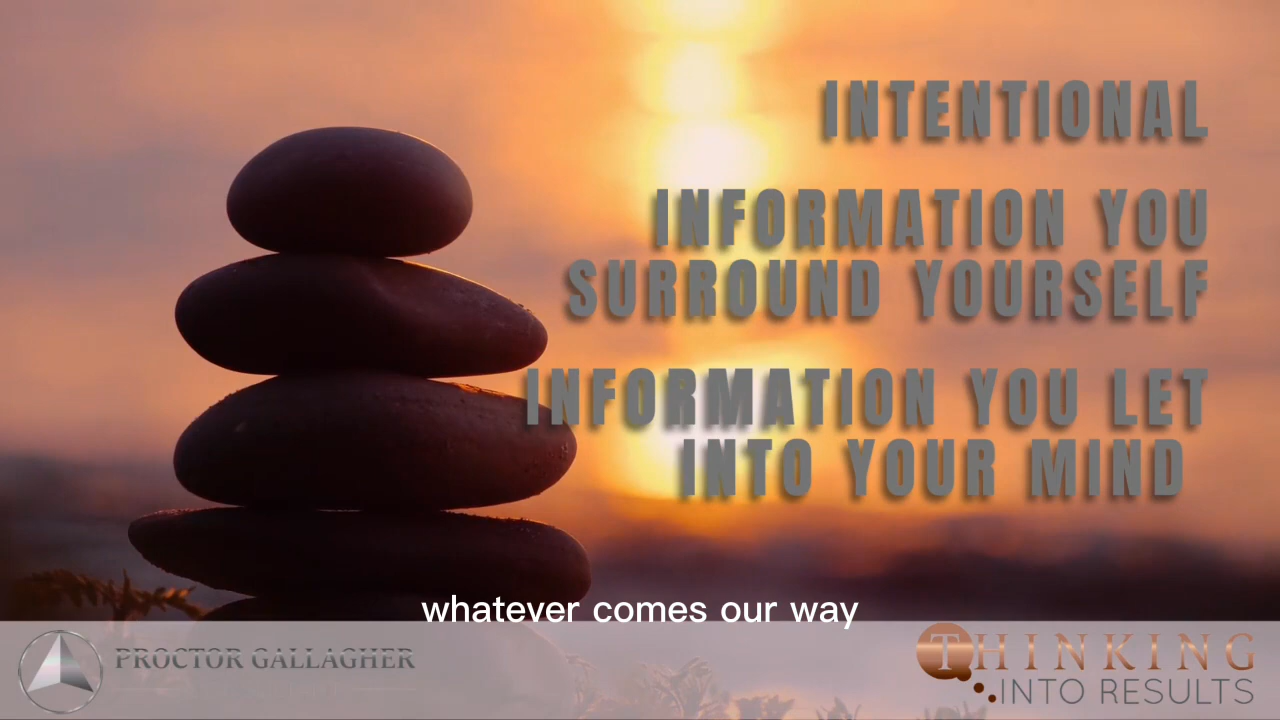 INTENTIONAL
INFORMATION YOU
SURROUND YOURSELF
INFORMATION YOU LET
INTO YOUR MIND
whatever comes our way
PROCTOR GALLAGHER
THINKING
INTO RESULTS